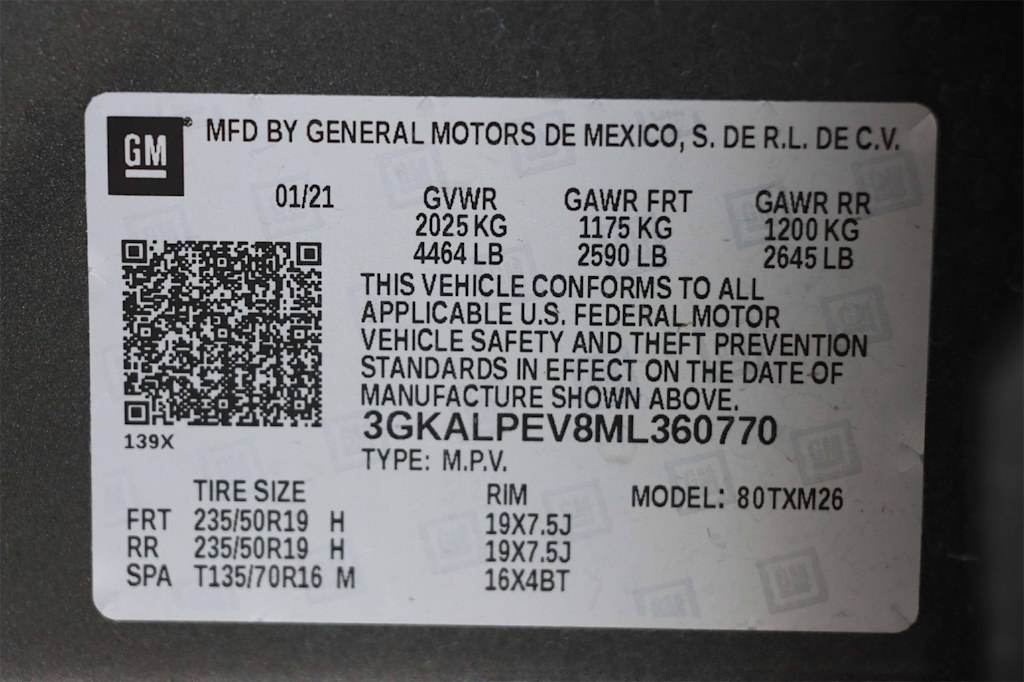 GM® MFD BY GENERAL MOTORS DE MEXICO, S. DE R.L. DE C.V.
01/21 GVWR GAWR FRT GAWR RR
2025 KG 1175 KG 1200 KG
4464 LB 2590 LB 2645 LB
THIS VEHICLE CONFORMS TO ALL
APPLICABLE U.S. FEDERAL MOTOR
VEHICLE SAFETY AND THEFT PREVENTION
STANDARDS IN EFFECT ON THE DATE OF
MANUFACTURE SHOWN ABOVE.
3GKALPEV8ML360770
139X
TYPE: M.P.V.
TIRE SIZE RIM MODEL: 80TXM26
FRT 235/50R19 H 19X7.5J
RR 235/50R19 H 19X7.5J
SPA T135/70R16 M 16X4BT